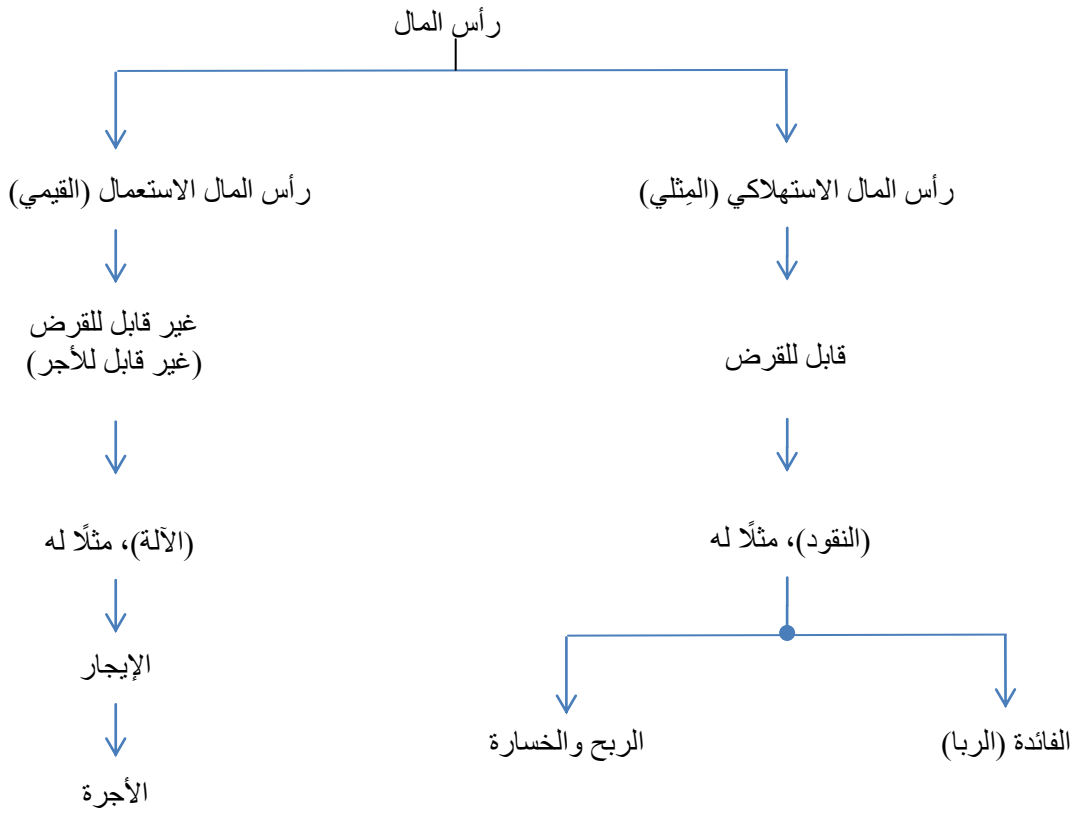 رأس المال
رأس المال الاستهلاكي (المِثلي)
رأس المال الاستعمال (القيمي)
قابل للقرض
غير قابل للقرض
(غير قابل للأجر)
(النقود)، مثلًا له
(الآلة)، مثلًا له
الإيجار
الفائدة (الربا)
الربح والخسارة
الأجرة